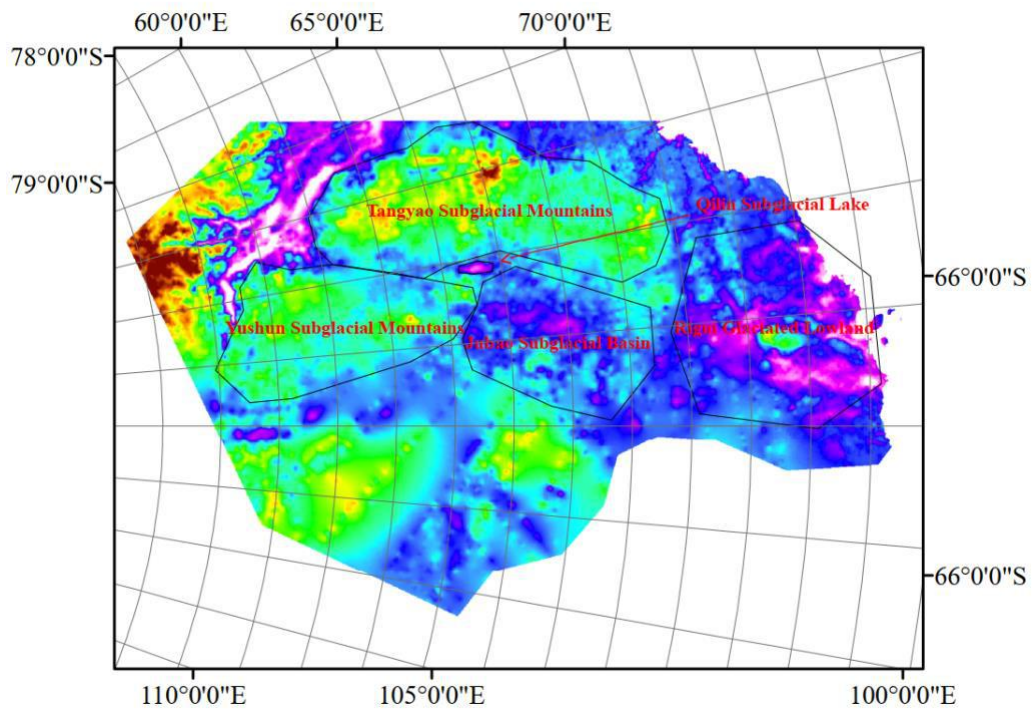 60°0'0"E 65°0'0"E 70°0'0"E
78°0'0"S
79°0'0"S
Qilin Subglacial Lake
Tangyao Subglacial Mountains
66°0'0"S
Yushun Subglacial Mountains
Rigui Glaciated Lowland
Jubao Subglacial Basin
66°0'0"S
110°0'0"E 105°0'0"E 100°0'0"E